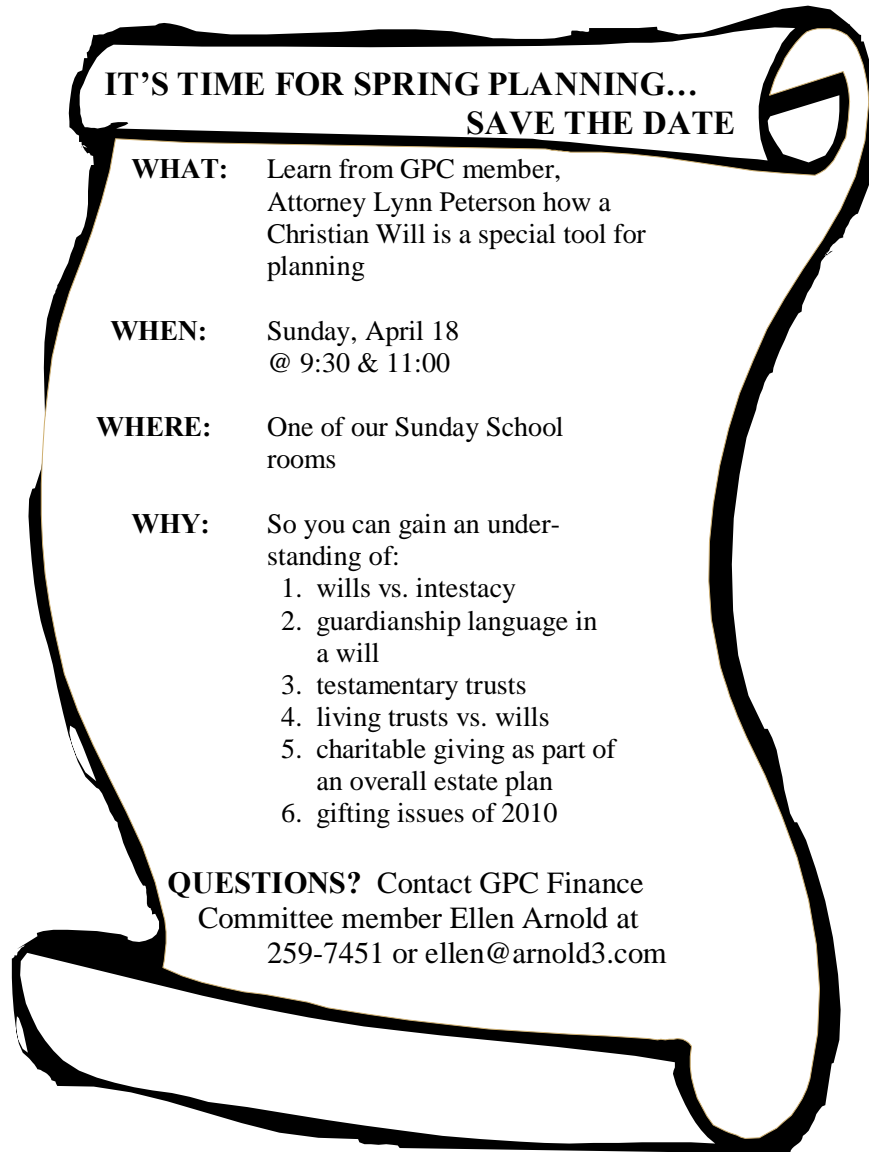 IT’S TIME FOR SPRING PLANNING…
SAVE THE DATE
WHAT: Learn from GPC member,
Attorney Lynn Peterson how a
Christian Will is a special tool for
planning
WHEN: Sunday, April 18
@ 9:30 & 11:00
WHERE: One of our Sunday School
rooms
WHY: So you can gain an under-
standing of:
1. wills vs. intestacy
2. guardianship language in
a will
3. testamentary trusts
4. living trusts vs. wills
5. charitable giving as part of
an overall estate plan
6. gifting issues of 2010
QUESTIONS? Contact GPC Finance
Committee member Ellen Arnold at
259-7451 or ellen@arnold3.com